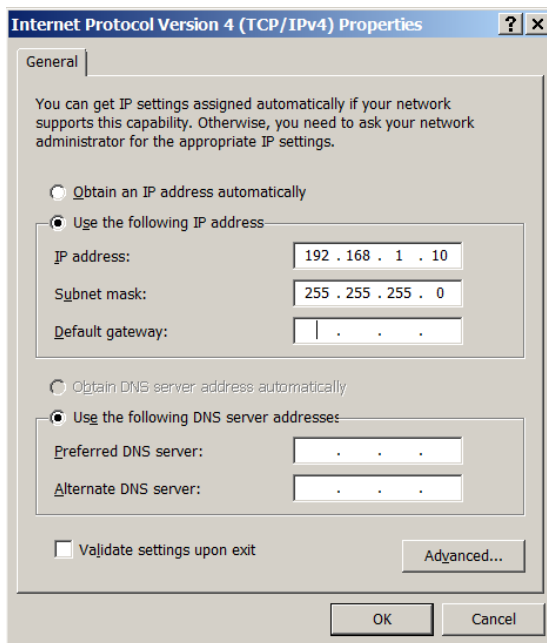 Internet Protocol Version 4 (TCP/IPv4) Properties ? ×
General
You can get IP settings assigned automatically if your network
supports this capability. Otherwise, you need to ask your network
administrator for the appropriate IP settings.
Obtain an IP address automatically
Use the following IP address
IP address: 192 . 168 . 1 . 10
Subnet mask: 255 . 255 . 255 . 0
Default gateway: . . .
Obtain DNS server address automatically
Use the following DNS server addresses
Preferred DNS server: . . .
Alternate DNS server: . . .
Validate settings upon exit
Advanced...
OK Cancel